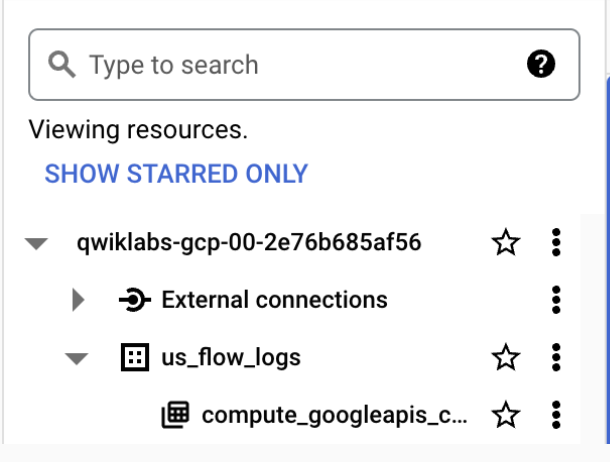 Type to search
?
Viewing resources.
SHOW STARRED ONLY
qwiklabs-gcp-00-2e76b685af56
External connections
us_flow_logs
compute_googleapis_c...